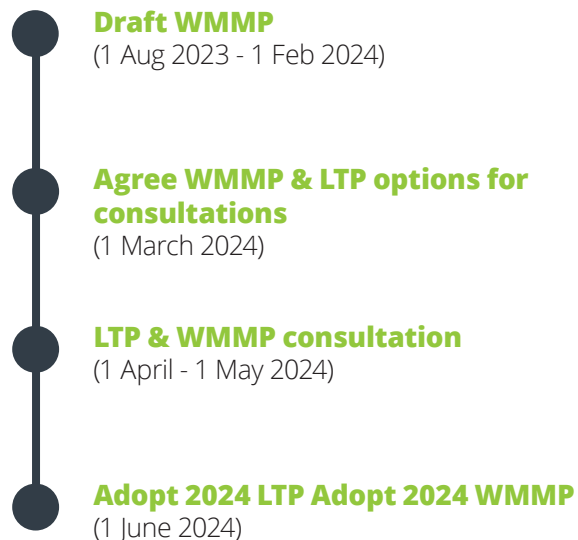 Draft WMMP
(1 Aug 2023 - 1 Feb 2024)
Agree WMMP & LTP options for
consultations
(1 March 2024)
LTP & WMMP consultation
(1 April - 1 May 2024)
Adopt 2024 LTP Adopt 2024 WMMP
(1 June 2024)